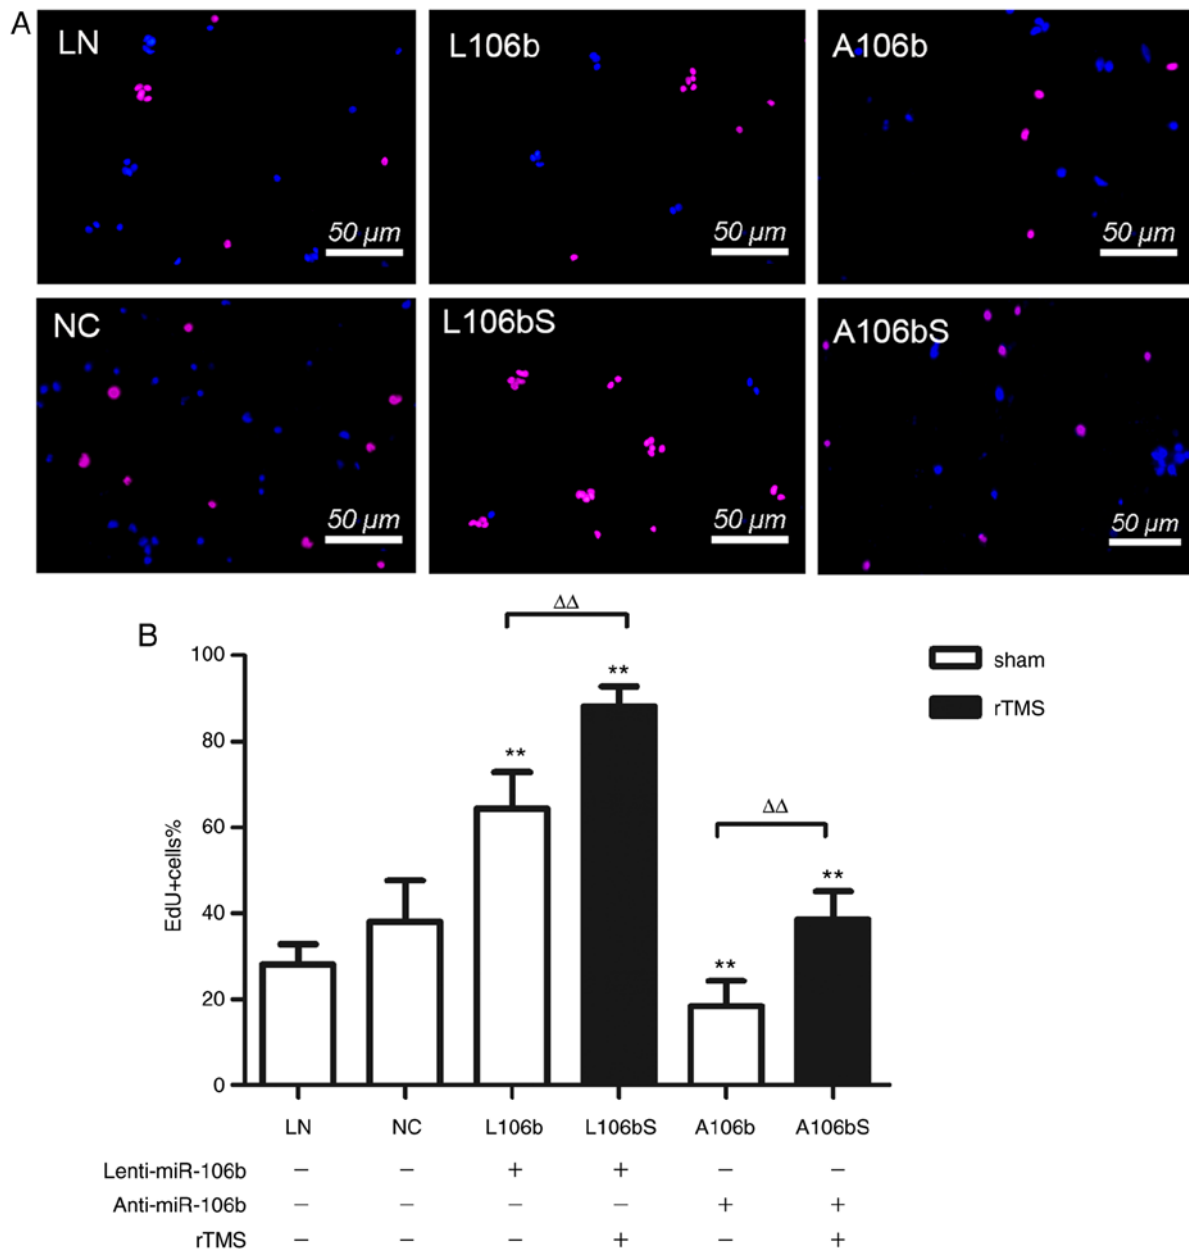 A
LN
L106b
A106b
50 µm
50 µm
50 µm
NC
L106bS
A106bS
50 µm
50 µm
50 µm
B
ΔΔ
sham
rTMS
100
80
60
40
20
0
EdU+cells%
**
**
ΔΔ
**
**
LN NC L106b L106bS A106b A106bS
Lenti-miR-106b − − + + − −
Anti-miR-106b − − − − + +
rTMS − − − + − +